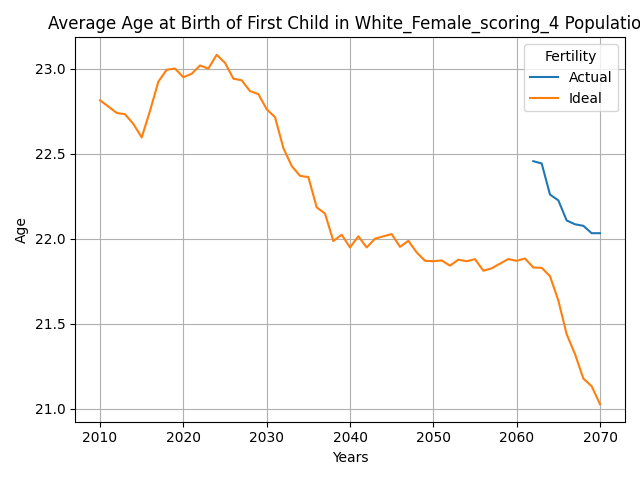 Average Age at Birth of First Child in White_Female_scoring_4 Populatio
Fertility
Actual
Ideal
23.0
22.5
22.0
21.5
21.0
Age
2010 2020 2030 2040 2050 2060 2070
Years